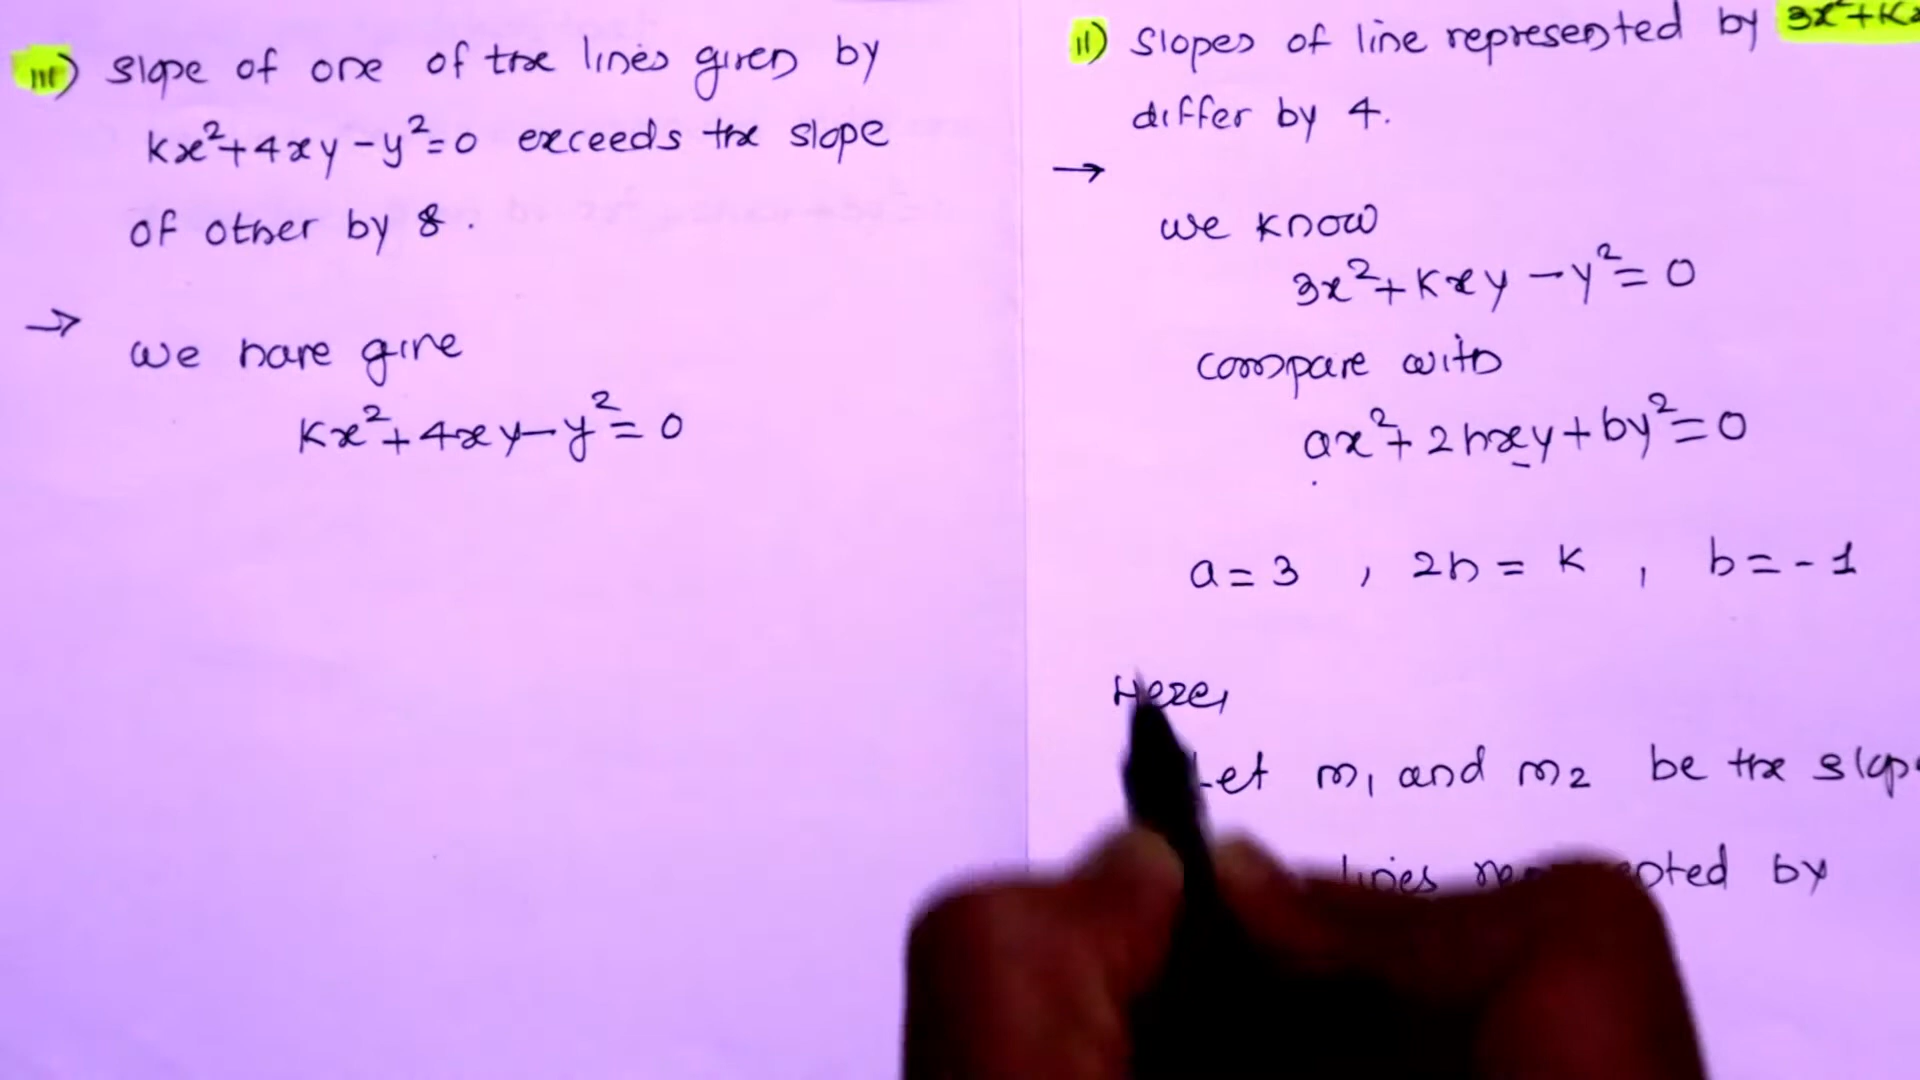 III) slope of one of the lines given by
kx²+4xy-y²=0 exceeds the slope
of other by 8.
→
we have give
kx²+4xy-y²=0
II) slopes of line represented by 3x²+k
differ by 4.
→
we know
3x²+kxy-y²=0
compare with
ax²+2hxy+by²=0
a=3 , 2h=k , b=-1
Here,
Let m₁ and m₂ be the
lines by